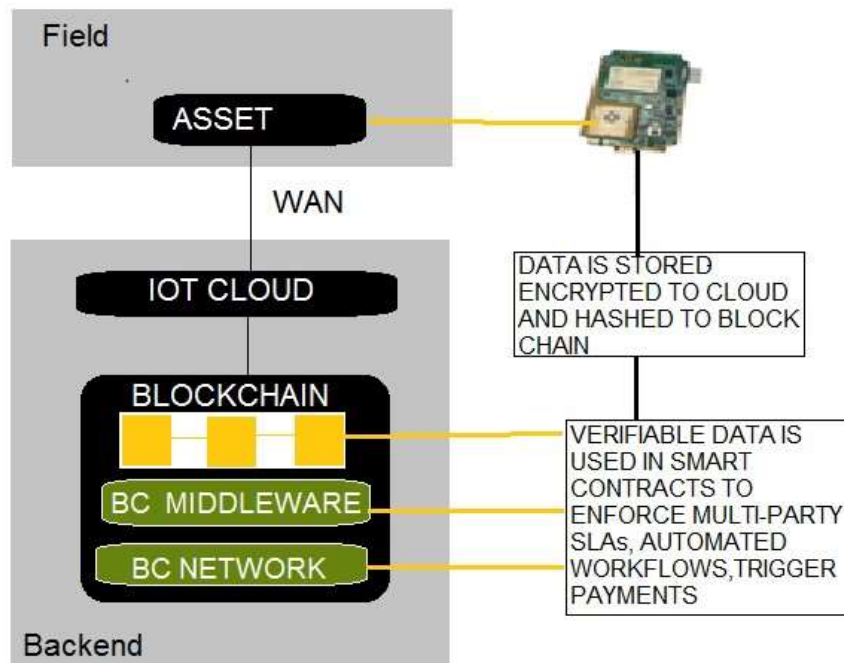 Field
ASSET
WAN
IOT CLOUD
DATA IS STORED
ENCRYPTED TO CLOUD
AND HASHED TO BLOCK
CHAIN
BLOCKCHAIN
BC MIDDLEWARE
BC NETWORK
VERIFIABLE DATA IS
USED IN SMART
CONTRACTS TO
ENFORCE MULTI-PARTY
SLAs, AUTOMATED
WORKFLOWS,TRIGGER
PAYMENTS
Backend